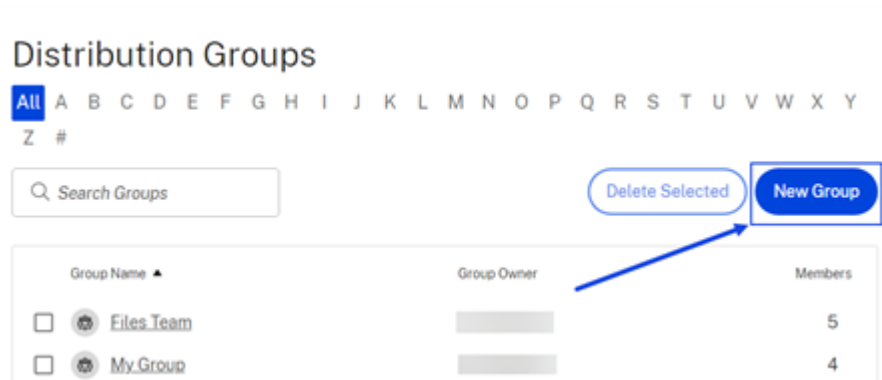 Distribution Groups
All A B C D E F G H I J K L M N O P Q R S T U V W X Y
Z #
Search Groups Delete Selected New Group
Group Name ▲ Group Owner Members
Files Team 5
My Group 4